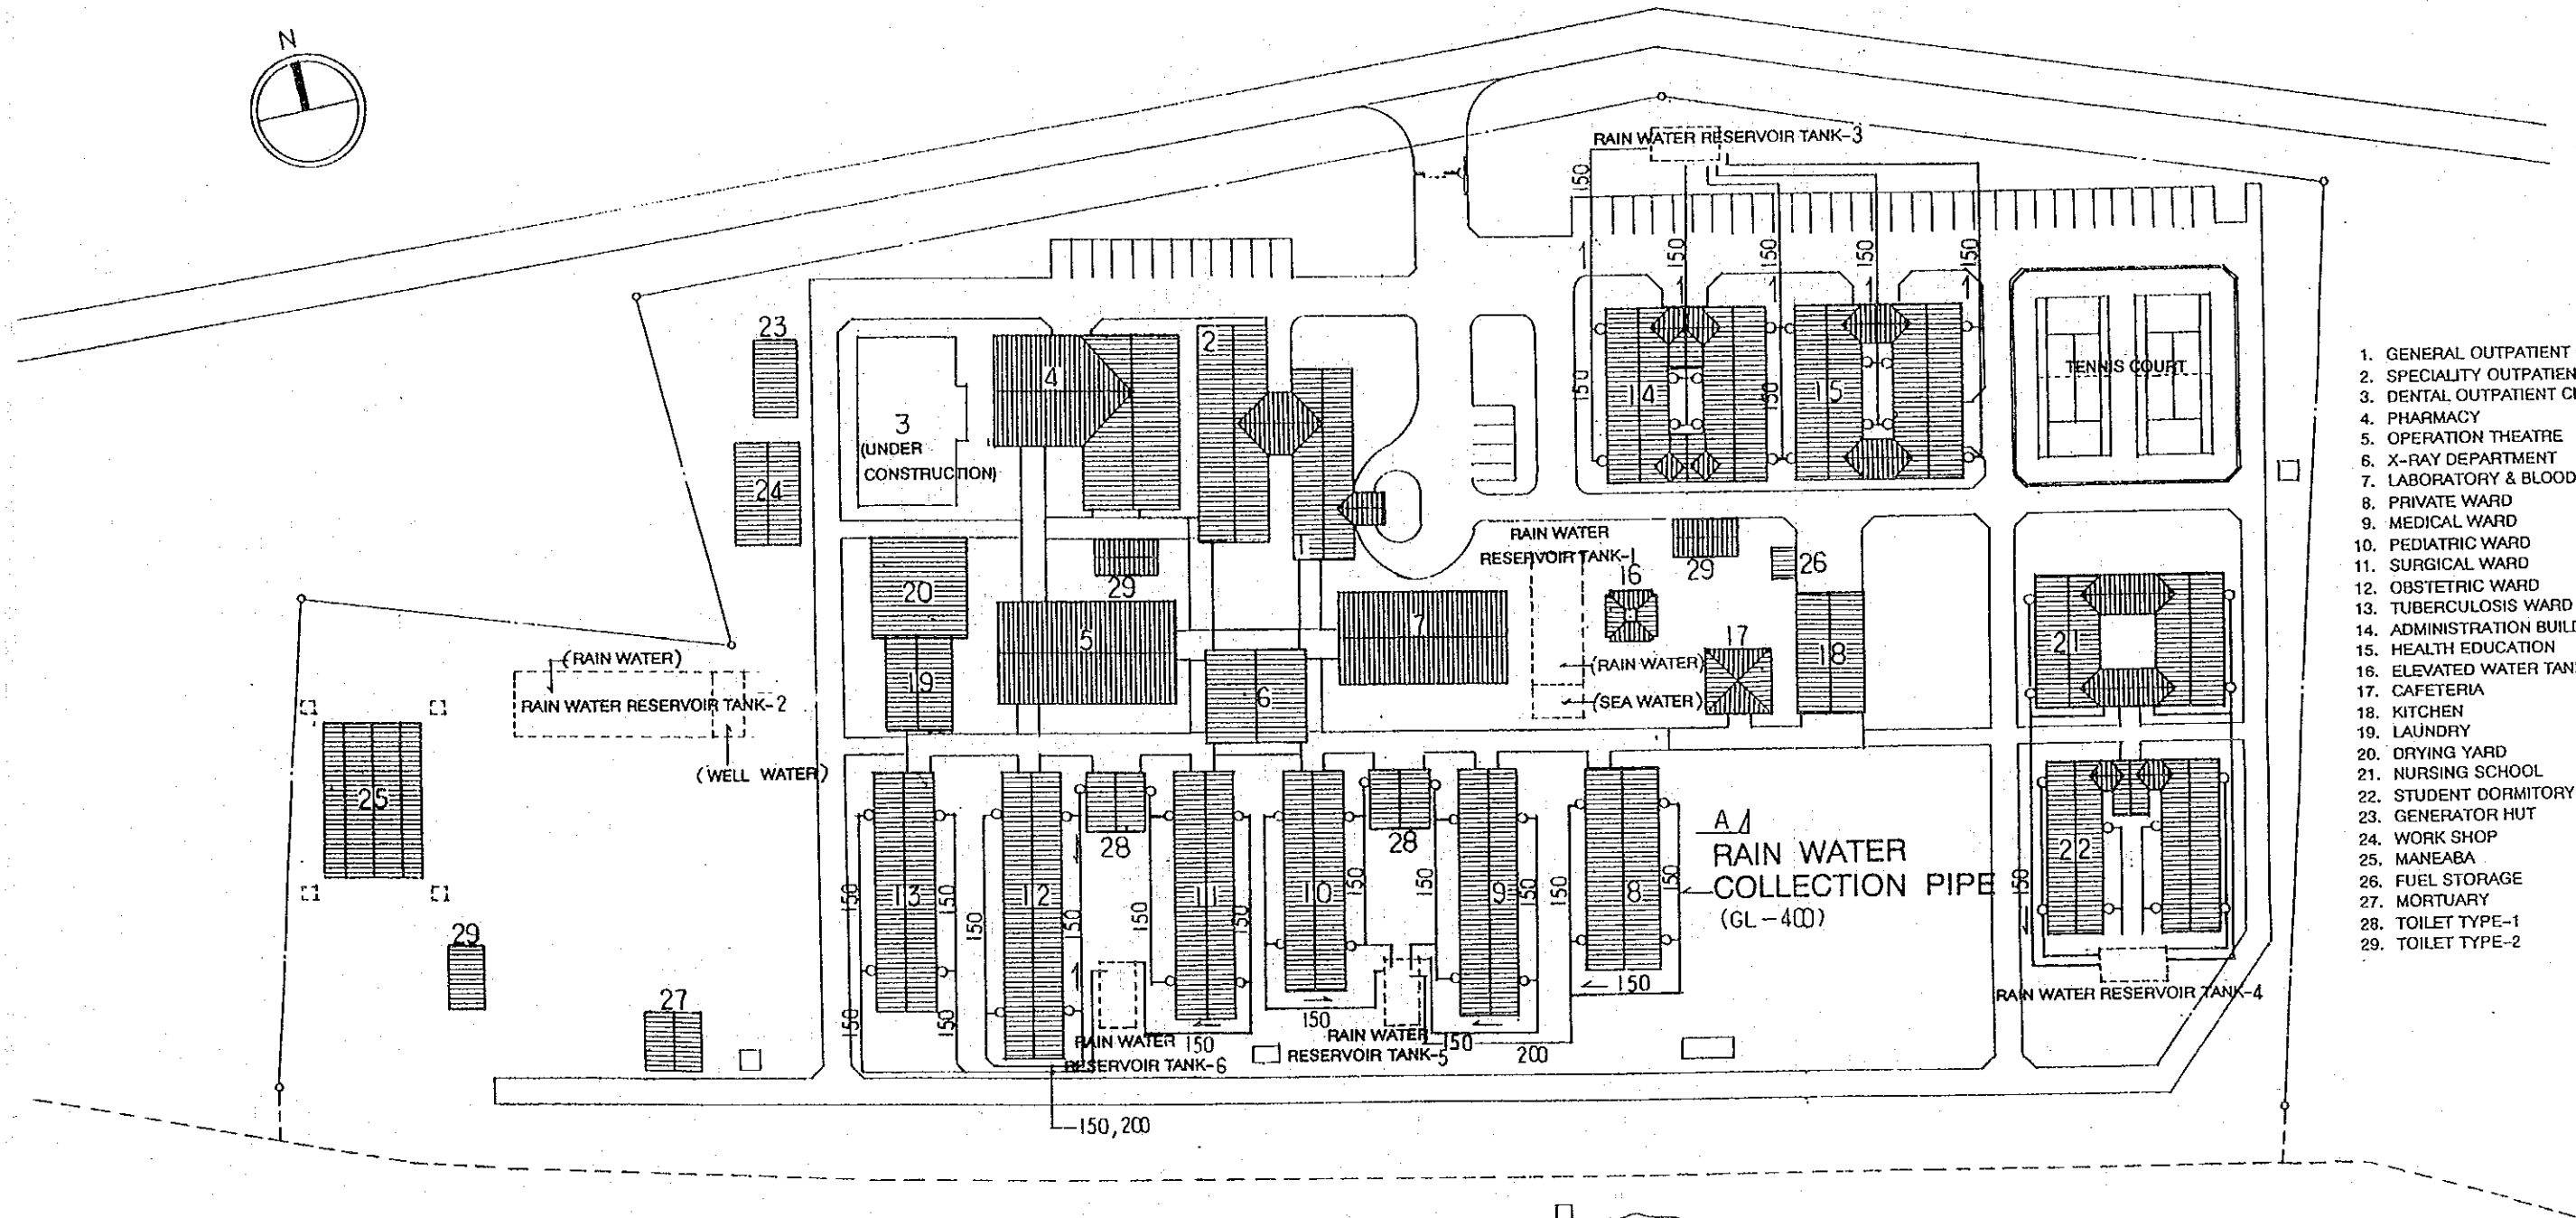 N
RAIN WATER RESERVOIR TANK-3
150
150
150
150
150
23
2
4
14
15
150
150
TENNIS COURT
3
(UNDER
CONSTRUCTION)
24
1
RAIN WATER
RESERVOIR TANK-1
16
29
26
20
29
5
7
17
18
21
(RAIN WATER)
RAIN WATER RESERVOIR TANK-2
(WELL WATER)
19
6
(RAIN WATER)
(SEA WATER)
25
28
28
A
RAIN WATER
COLLECTION PIPE
(GL-400)
13
12
11
10
9
8
22
150
150
150
150
150
150
150
150
150
150
150
150
150
29
27
150
150
150
150
150
150
200
RAIN WATER
RESERVOIR TANK-6
RAIN WATER
RESERVOIR TANK-5
RAIN WATER RESERVOIR TANK-4
150,200
1. GENERAL OUTPATIENT
2. SPECIALITY
3. DENTAL OUTPATIENT
4. PHARMACY
5. OPERATION THEATRE
6. X-RAY DEPARTMENT
7. LABORATORY & BLOOD
8. PRIVATE WARD
9. MEDICAL WARD
10. PEDIATRIC WARD
11. SURGICAL WARD
12. OBSTETRIC WARD
13. TUBERCULOSIS WARD
14. ADMINISTRATION
15. HEALTH EDUCATION
16. ELEVATED WATER
17. CAFETERIA
18. KITCHEN
19. LAUNDRY
20. DRYING YARD
21. NURSING SCHOOL
22. STUDENT DORMITORY
23. GENERATOR HUT
24. WORK SHOP
25. MANEABA
26. FUEL STORAGE
27. MORTUARY
28. TOILET TYPE-1
29. TOILET TYPE-2